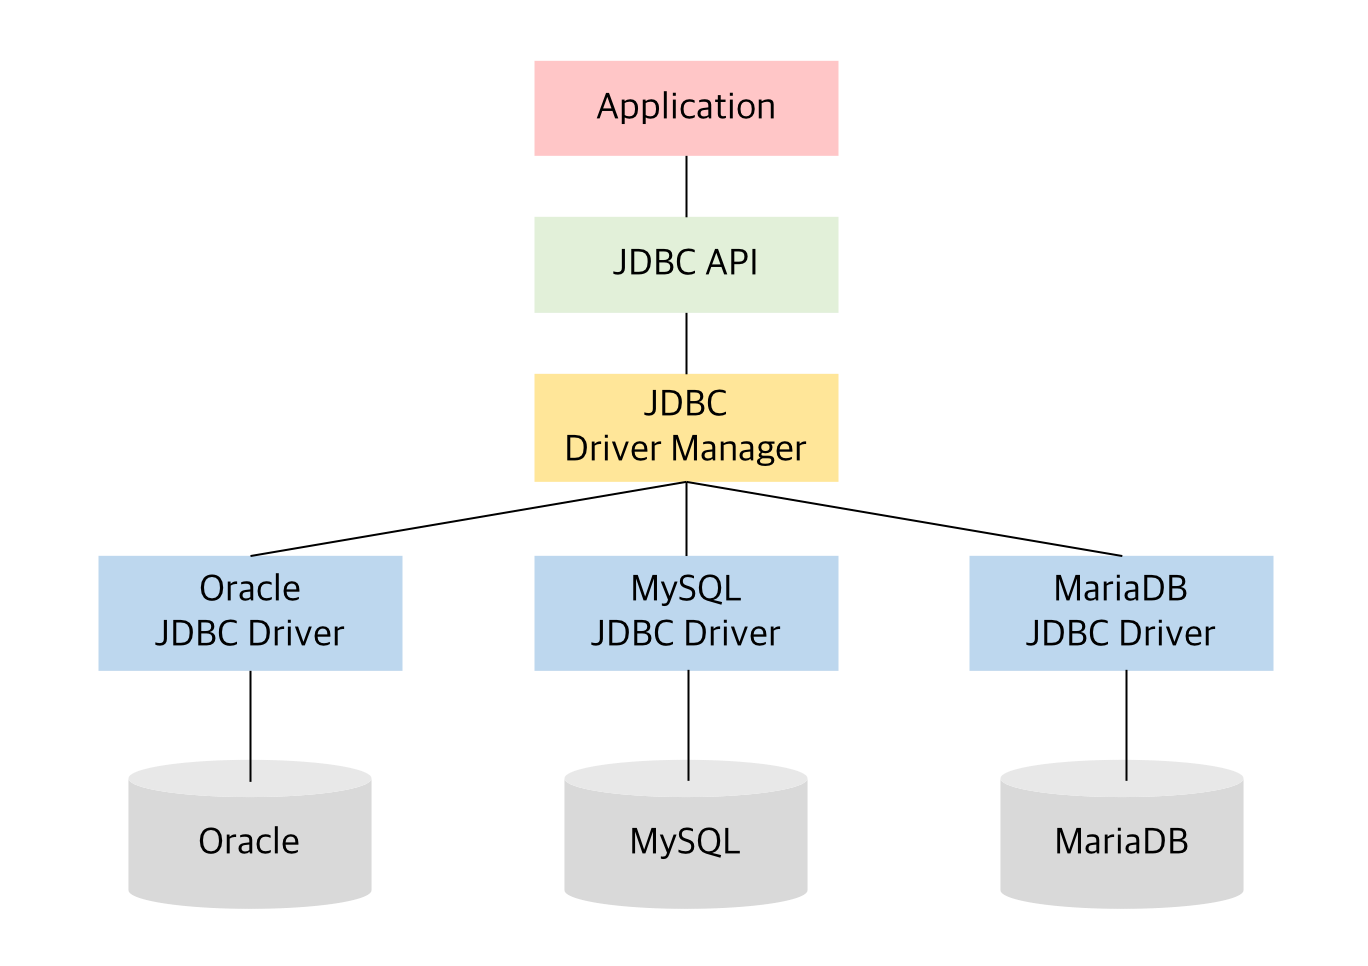 Application
JDBC API
JDBC
Driver Manager
Oracle
JDBC Driver
MySQL
JDBC Driver
MariaDB
JDBC Driver
Oracle
MySQL
MariaDB